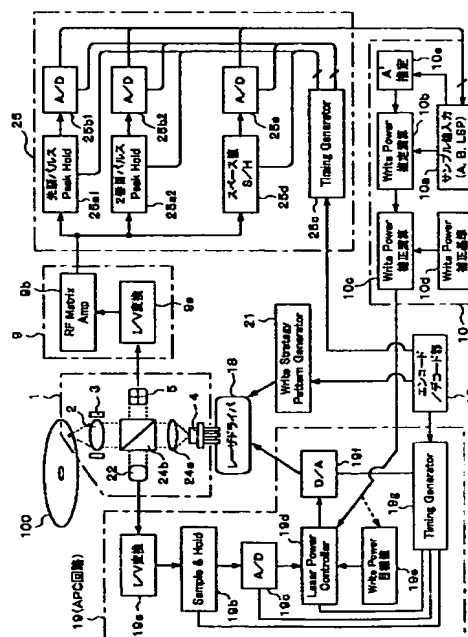 100
2
3
22
24b
5
24a
4
18
レーザドライバ
1
9
9b
RF Matrix
Amp
I/V変換
9a
25
先頭パルス
Peak Hold
25a1
A/D
25b1
2番目パルス
Peak Hold
25a2
A/D
25b2
スペース部
S/H
25d
A/D
25e
Timing Generator
25c
21
Write Strategy
Pattern Generator
19(APC回路)
I/V変換
19a
Sample & Hold
19b
A/D
19c
Laser Power
Controller
19d
D/A
19f
Write Power
目標値
19e
Timing Generator
19g
エンコード
/デコード部
10
Write Power
補正演算
10c
Write Power
補正基準
10d
Write Power
推定演算
10b
A'
推定
10e
サンプル値入力
(A, B, LSP)
10a